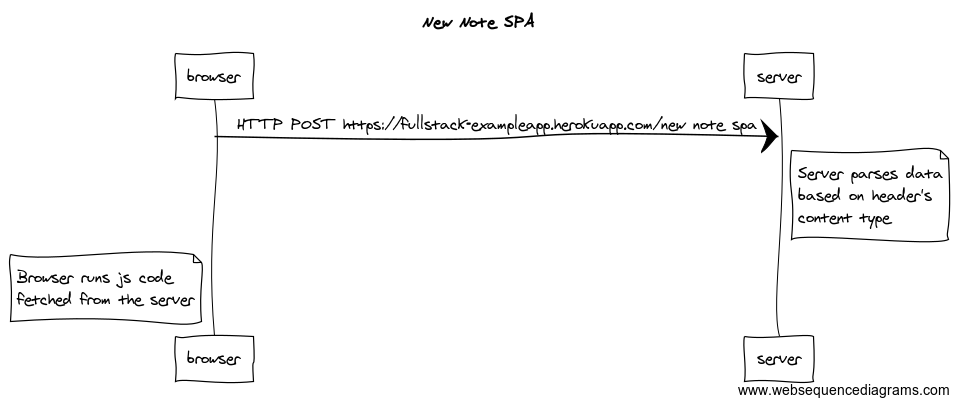 New Note SPA
browser
server
HTTP POST https://fullstack-exampleapp.herokuapp.com/new note spa
Server parses data
based on header's
content type
Browser runs js code
fetched from the server
browser
server
www.websequencediagrams.com